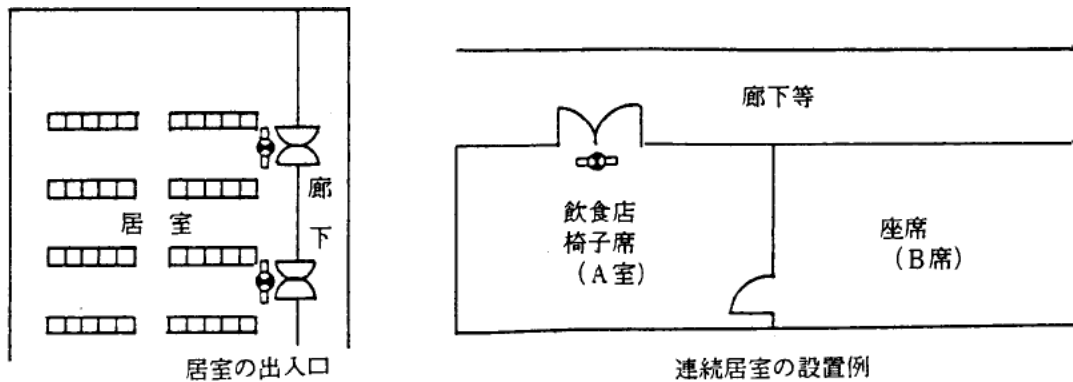 居室
廊下
居室の出入口
廊下等
飲食店
椅子席
(A室)
座席
(B席)
連続居室の設置例